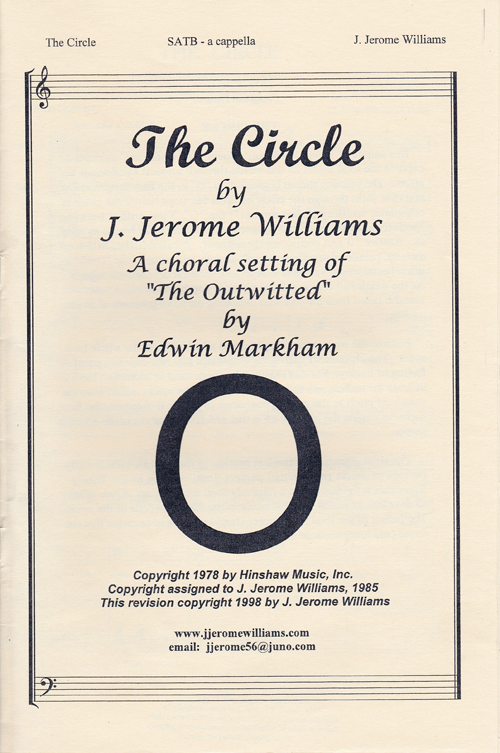 The Circle SATB - a cappella J. Jerome Williams
The Circle
by
J. Jerome Williams
A choral setting of
"The Outwitted"
by
Edwin Markham
O
Copyright 1978 by Hinshaw Music, Inc.
Copyright assigned to J. Jerome Williams, 1985
This revision copyright 1998 by J. Jerome Williams
www.jjeromewilliams.com
email: jjerome56@juno.com